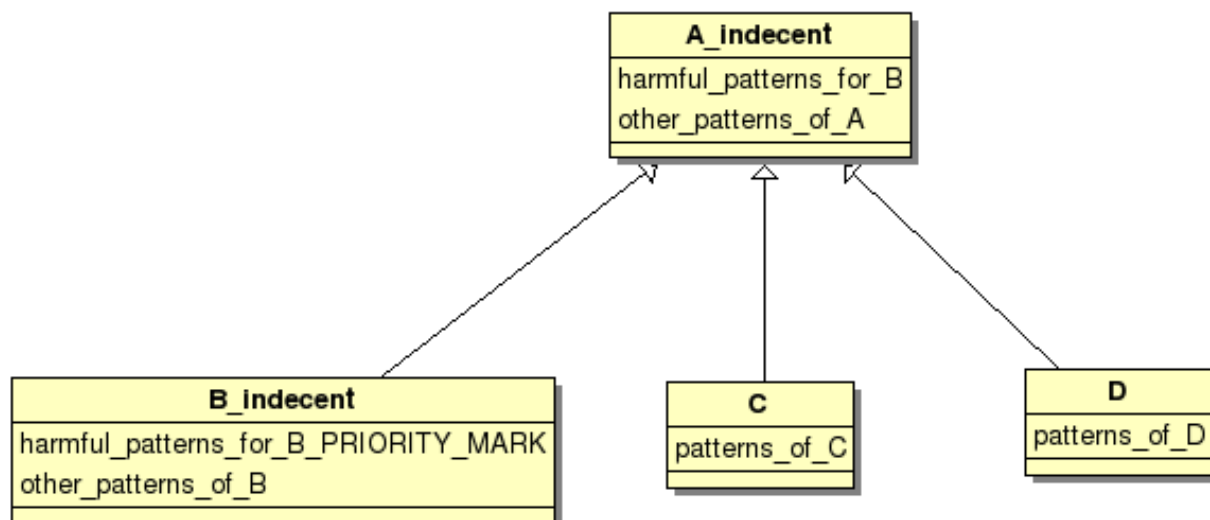 A_indecent
harmful_patterns_for_B
other_patterns_of_A
B_indecent
harmful_patterns_for_B_PRIORITY_MARK
other_patterns_of_B
C
patterns_of_C
D
patterns_of_D